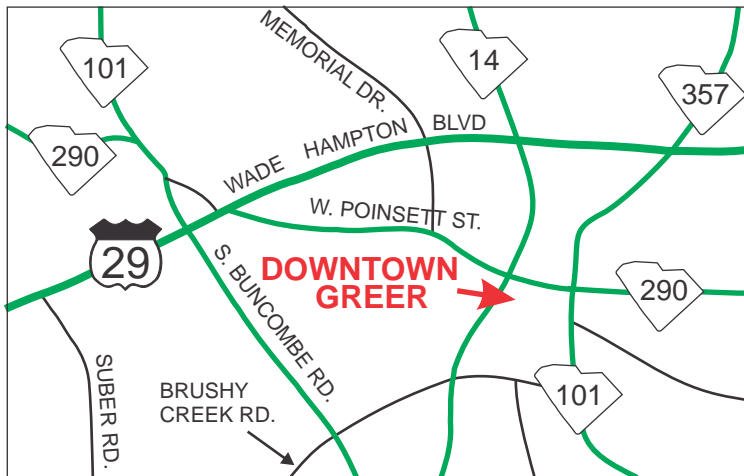 101
MEMORIAL DR.
14
357
290
WADE HAMPTON BLVD
W. POINSETT ST.
29
S. BUNCOMBE RD.
DOWNTOWN
GREER
290
SUBER RD.
BRUSHY
CREEK RD.
101